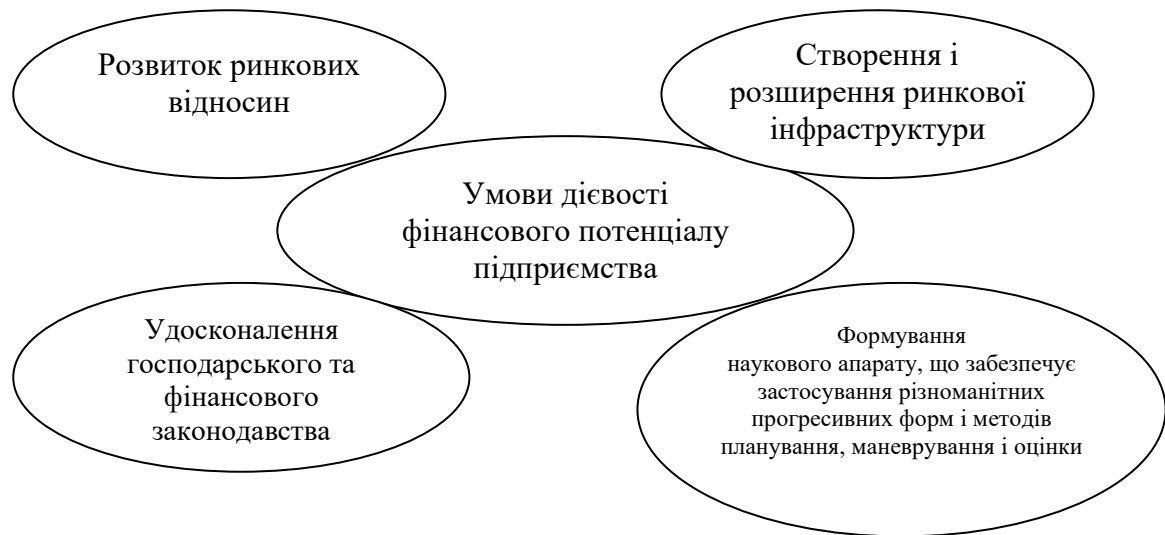 Розвиток ринкових
відносин
Створення і
розширення ринкової
інфраструктури
Умови дієвості
фінансового потенціалу
підприємства
Удосконалення
господарського та
фінансового
законодавства
Формування
наукового апарату, що забезпечує
застосування різноманітних
прогресивних форм і методів
планування, маневрування і оцінки